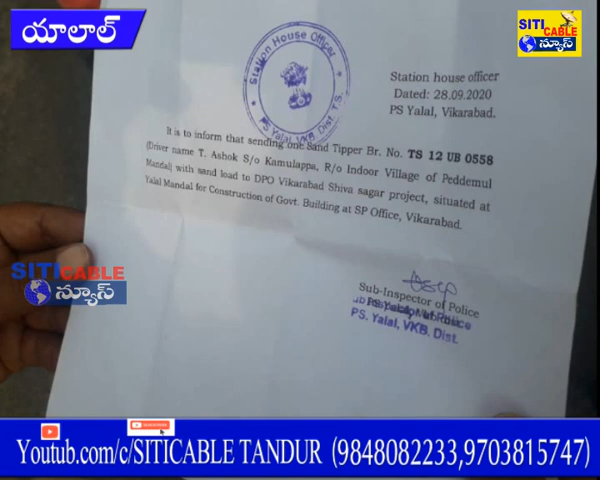 యాలాల్
SITI
CABLE
న్యూస్
Station House Officer
PS Yalal, VKB. Dist. T.S.
Station house officer
Dated: 28.09.2020
PS Yalal, Vikarabad.
It is to inform that sending one Sand Tipper Br. No. TS 12 UB 0558
(Driver name T. Ashok S/o Kamulappa, R/o Indoor Village of Peddemul
Mandal) with sand load to DPO Vikarabad Shiva sagar project, situated at
Yalal Mandal for Construction of Govt. Building at SP Office, Vikarabad.
SITI CABLE
న్యూస్
Sub-Inspector of Police
PS. Yalal, VKB. Dist.
Youtub.com/c/SITICABLE TANDUR (9848082233,9703815747)